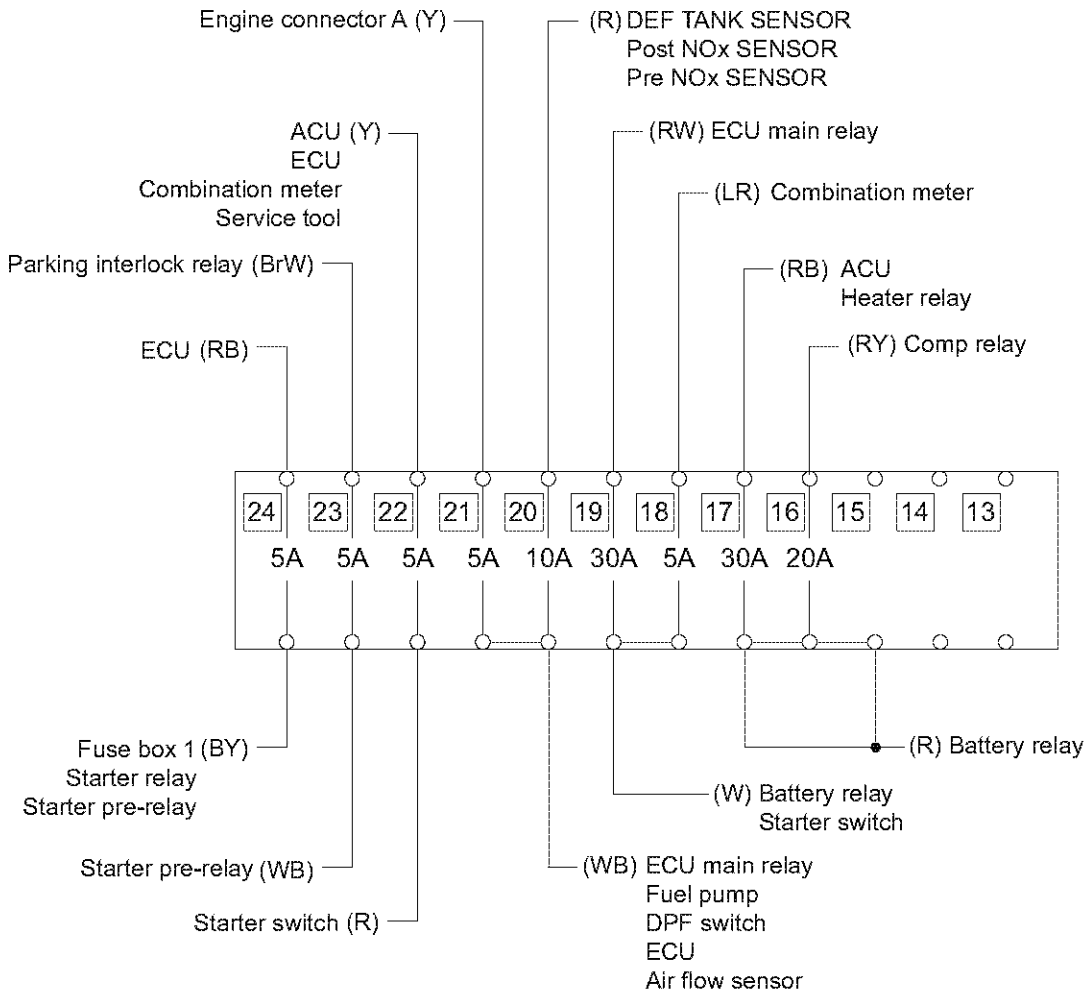 Engine connector A (Y)
(R) DEF TANK SENSOR
Post NOx SENSOR
Pre NOx SENSOR
ACU (Y)
ECU
Combination meter
Service tool
(RW) ECU main relay
(LR) Combination meter
Parking interlock relay (BrW)
(RB) ACU
Heater relay
ECU (RB)
(RY) Comp relay
24 23 22 21 20 19 18 17 16 15 14 13
5A 5A 5A 5A 10A 30A 5A 30A 20A
Fuse box 1 (BY)
Starter relay
Starter pre-relay
(R) Battery relay
(W) Battery relay
Starter switch
Starter pre-relay (WB)
Starter switch (R)
(WB) ECU main relay
Fuel pump
DPF switch
ECU
Air flow sensor